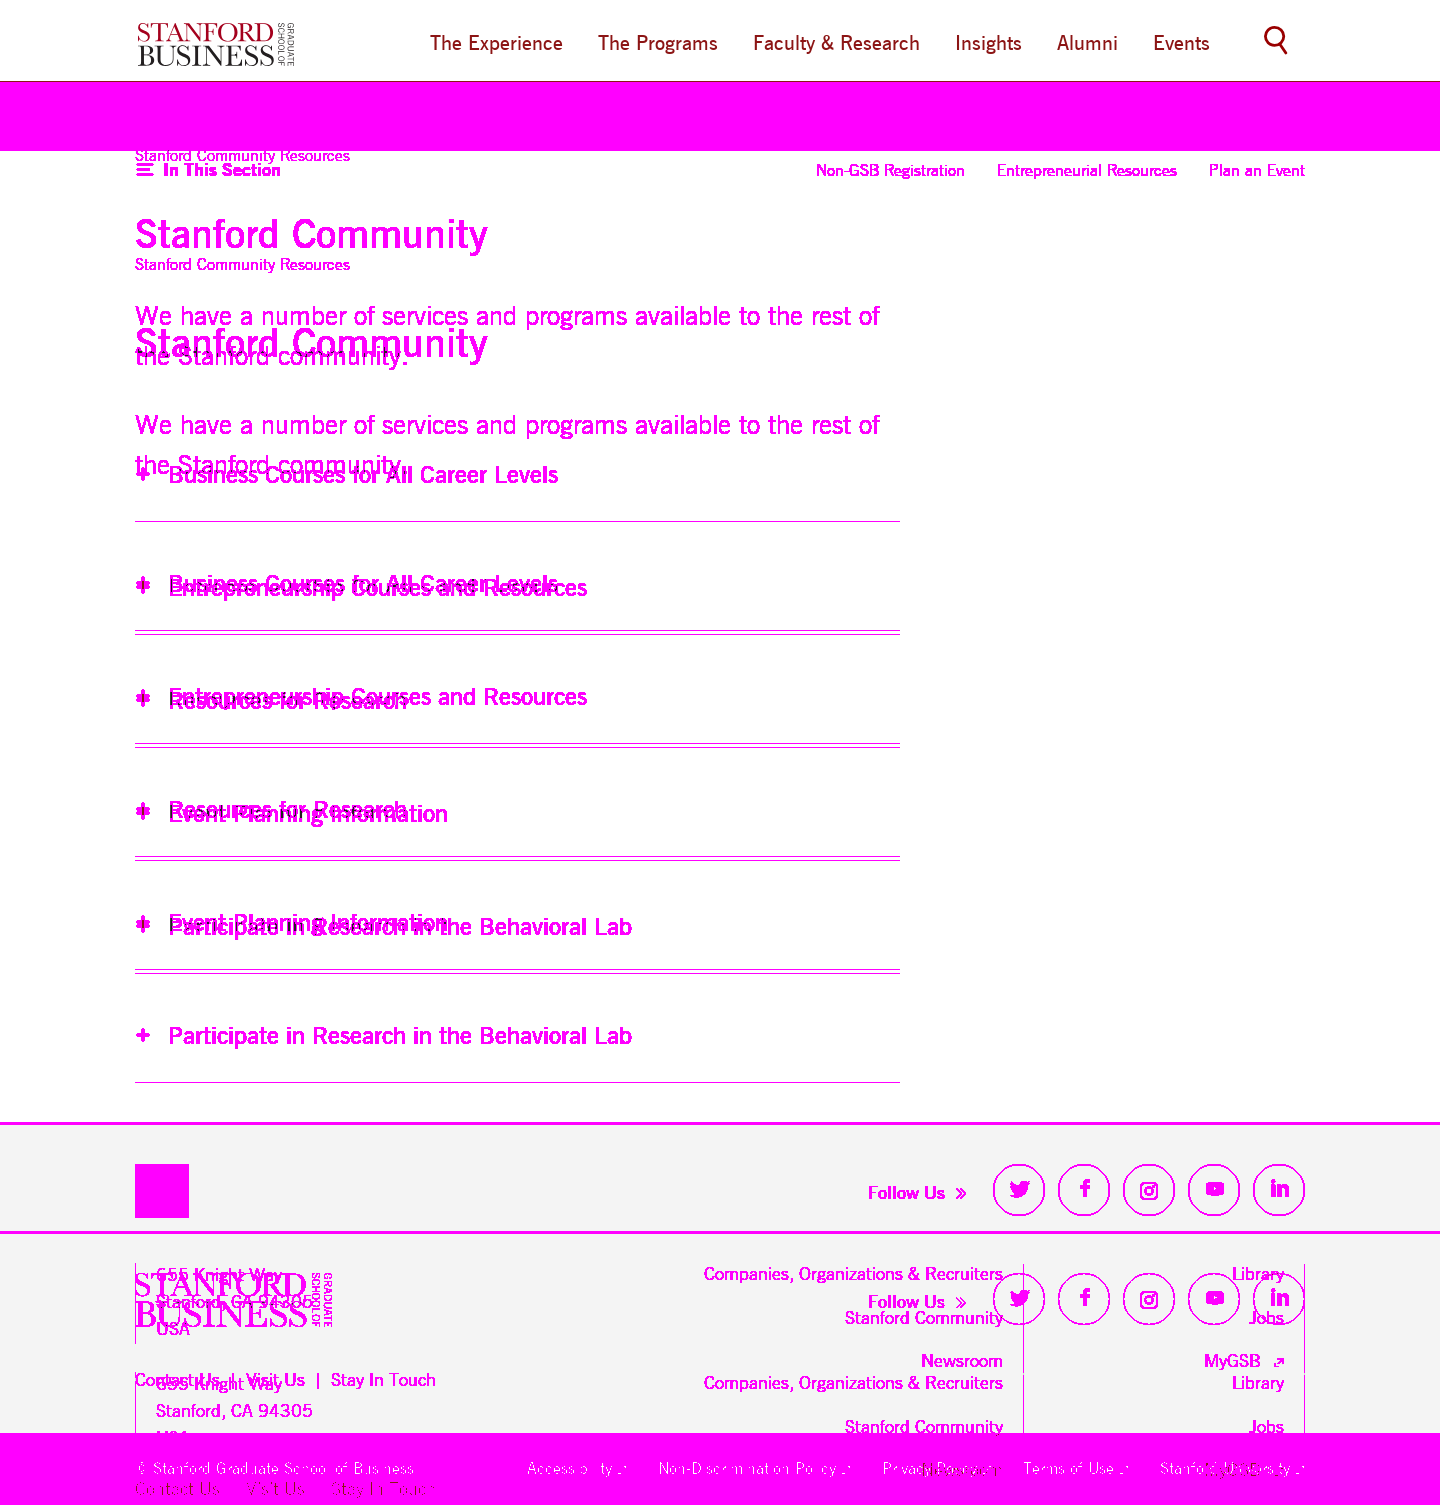 STANFORD
BUSINESS
GRADUATE
SCHOOL OF
The Experience The Programs Faculty & Research Insights Alumni Events
Stanford Community Resources
In This Section Non-GSB Registration Entrepreneurial Resources Plan an Event
Stanford Community
Stanford Community Resources
We have a number of services and programs available to the rest of
Stanford Community
the Stanford community.
We have a number of services and programs available to the rest of
the Stanford community.
+ Business Courses for All Career Levels
Business Courses for All Career Levels
Entrepreneurship Courses and Resources
Entrepreneurship Courses and Resources
Resources for Research
Resources for Research
Event Planning Information
Event Planning Information
Participate in Research in the Behavioral Lab
+ Participate in Research in the Behavioral Lab
Follow Us »
655 Knight Way Companies, Organizations & Recruiters Library
STANFORD
BUSINESS
GRADUATE
SCHOOL OF
Stanford, CA 94305 Follow Us »
Stanford Community Jobs
USA
Newsroom MyGSB
Contact Us | Visit Us | Stay In Touch
655 Knight Way Companies, Organizations & Recruiters Library
Stanford, CA 94305
Stanford Community Jobs
USA
© Stanford Graduate School of Business Accessibility Non-Discrimination Policy Privacy Policy Terms of Use Stanford University
Contact Us Visit Us Stay In Touch